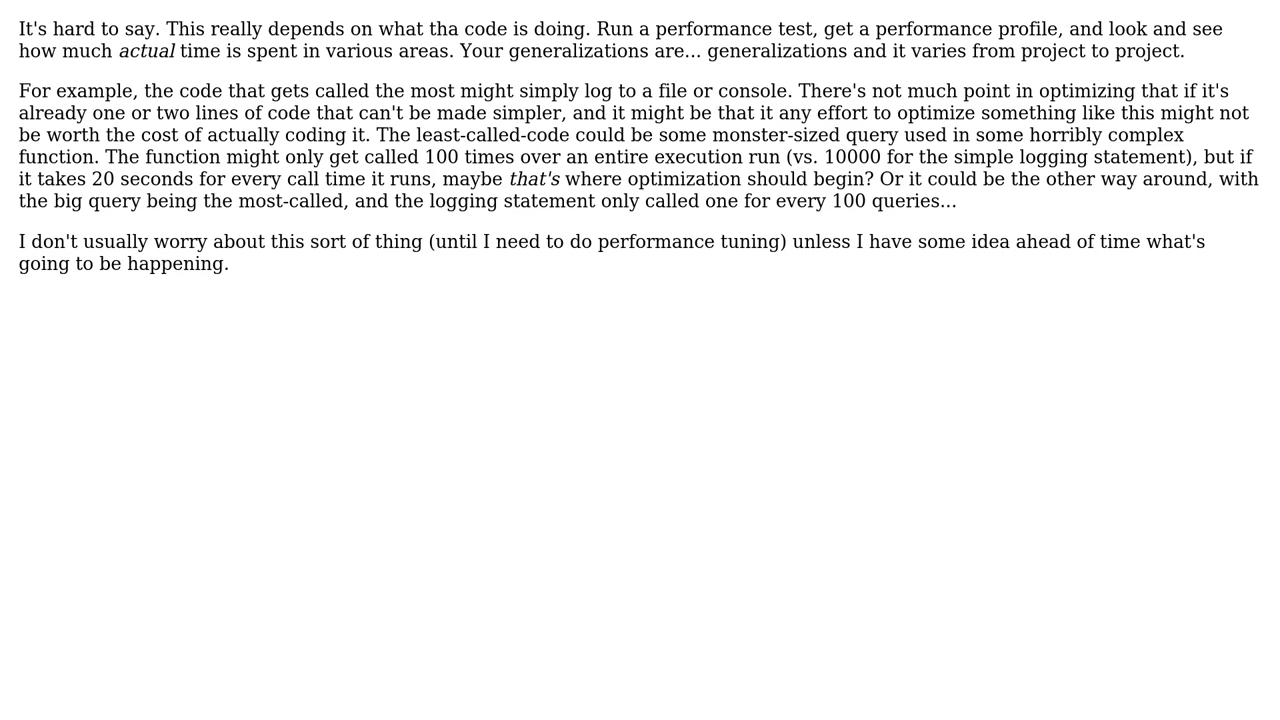 It's hard to say. This really depends on what tha code is doing. Run a performance test, get a performance profile, and look and see
how much actual time is spent in various areas. Your generalizations are... generalizations and it varies from project to project.
For example, the code that gets called the most might simply log to a file or console. There's not much point in optimizing that if it's
already one or two lines of code that can't be made simpler, and it might be that it any effort to optimize something like this might not
be worth the cost of actually coding it. The least-called-code could be some monster-sized query used in some horribly complex
function. The function might only get called 100 times over an entire execution run (vs. 10000 for the simple logging statement), but if
it takes 20 seconds for every call time it runs, maybe that's where optimization should begin? Or it could be the other way around, with
the big query being the most-called, and the logging statement only called one for every 100 queries...
I don't usually worry about this sort of thing (until I need to do performance tuning) unless I have some idea ahead of time what's
going to be happening.